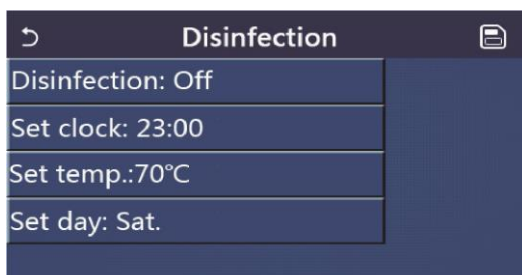 Disinfection
Disinfection: Off
Set clock: 23:00
Set temp.:70°C
Set day: Sat.